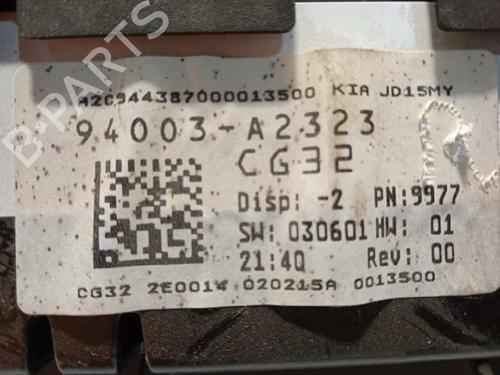 A2C944387000013500 KIA JD15MY
94003-A2323
CG32
Disp: -2 PN:9977
SW: 030601 HW: 01
21:40 Rev: 00
CG32 2E0014 020215A 0013500
B-PARTS